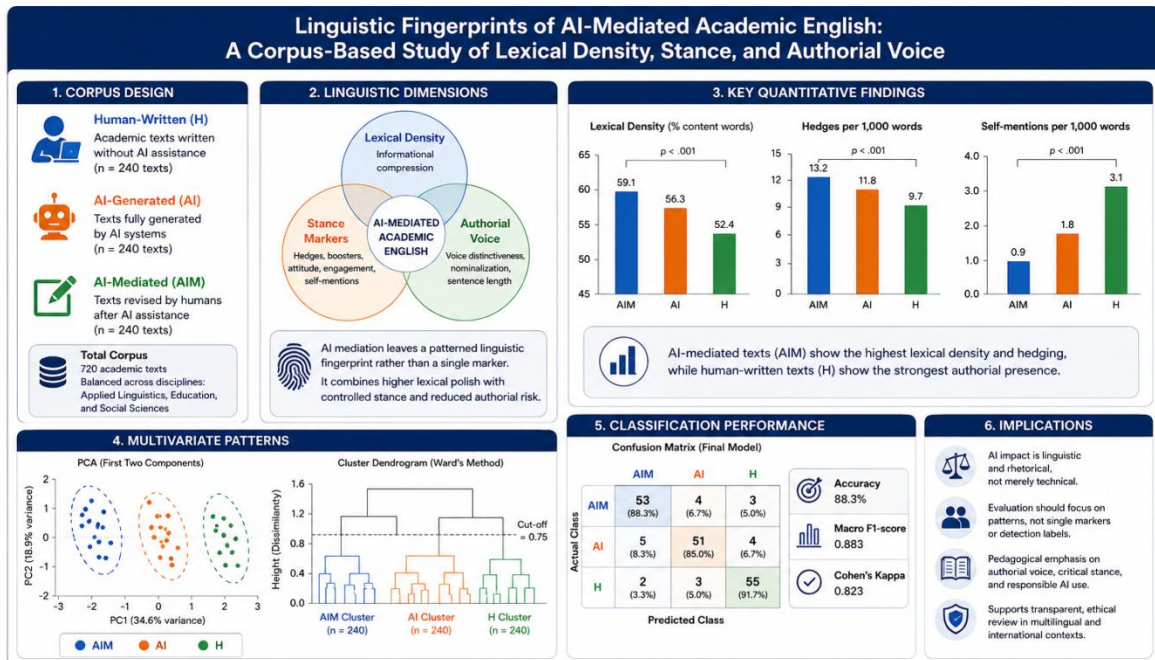 Linguistic Fingerprints of AI-Mediated Academic English:
A Corpus-Based Study of Lexical Density, Stance, and Authorial Voice
1. CORPUS DESIGN
Human-Written (H)
Academic texts written
without AI assistance
(n = 240 texts)
AI-Generated (AI)
Texts fully generated
by AI systems
(n = 240 texts)
AI-Mediated (AIM)
Texts revised by humans
after AI assistance
(n = 240 texts)
Total Corpus
720 academic texts
Balanced across disciplines:
Applied Linguistics, Education,
and Social Sciences
2. LINGUISTIC DIMENSIONS
Lexical Density
Informational
compression
Stance
Markers
Hedges, boosters,
attitude, engagement,
self-mentions
AI-MEDIATED
ACADEMIC
ENGLISH
Authorial
Voice
Voice distinctiveness,
nominalization,
sentence length
AI mediation leaves a patterned linguistic
fingerprint rather than a single marker.
It combines higher lexical polish with
controlled stance and reduced authorial risk.
3. KEY QUANTITATIVE FINDINGS
Lexical Density (% content words)
p < .001
65
60
55
50
45
59.1
56.3
52.4
AIM
AI
H
Hedges per 1,000 words
p < .001
15
12
9
6
3
0
13.2
11.8
9.7
AIM
AI
H
Self-mentions per 1,000 words
p < .001
4.0
3.0
2.0
1.0
0.0
0.9
1.8
3.1
AIM
AI
H
AI-mediated texts (AIM) show the highest lexical density and hedging,
while human-written texts (H) show the strongest authorial presence.
4. MULTIVARIATE PATTERNS
PCA (First Two Components)
PC2 (18.9% variance)
2
1
0
-1
-2
-3
-2
-1
0
1
2
3
PC1 (34.6% variance)
AIM
AI
H
Cluster Dendrogram (Ward's Method)
Height (Dissimilarity)
1.6
1.2
0.8
0.4
0.0
Cut-off
= 0.75
AIM Cluster
(n = 240)
AI Cluster
(n = 240)
H Cluster
(n = 240)
5. CLASSIFICATION PERFORMANCE
Confusion Matrix (Final Model)
AIM AI H
Actual Class
AIM 53 4 3
(88.3%) (6.7%) (5.0%)
AI 5 51 4
(8.3%) (85.0%) (6.7%)
H 2 3 55
(3.3%) (5.0%) (91.7%)
Predicted Class
Accuracy
88.3%
Macro F1-score
0.883
Cohen's Kappa
0.823
6. IMPLICATIONS
AI impact is linguistic
and rhetorical,
not merely technical.
Evaluation should focus on
patterns, not single markers
or detection labels.
Pedagogical emphasis on
authorial voice, critical stance,
and responsible AI use.
Supports transparent, ethical
review in multilingual and
international contexts.